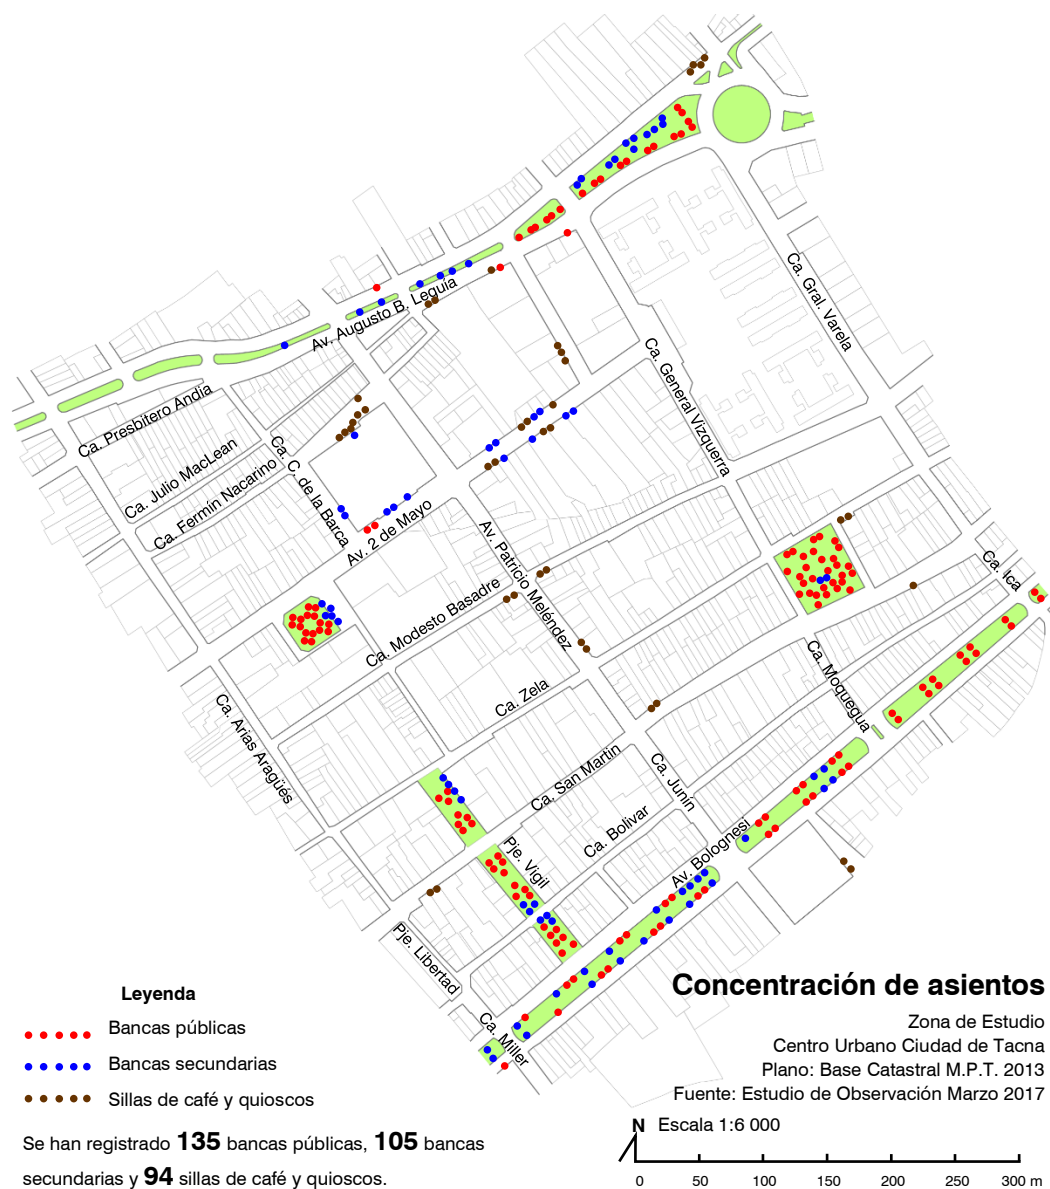 Ca. Gral. Varela
Av. Augusto B. Leguía
Ca. General Vizquerra
Ca. Presbitero Andia
Ca. Julio MacLean
Ca. Fermín Nacarino
Ca. C. de la Barca
Av. 2 de Mayo
Av. Patricio Meléndez
Ca. Modesto Basadre
Ca. Ica
Ca. Zela
Ca. Moquegua
Ca. Arias Aragües
Ca. San Martin
Ca. Junín
Ca. Bolivar
Pje. Vigil
Av. Bolognesi
Pje. Libertad
Ca. Miller
Leyenda
Bancas públicas
Bancas secundarias
Sillas de café y quioscos
Se han registrado 135 bancas públicas, 105 bancas
secundarias y 94 sillas de café y quioscos.
Concentración de asientos
Zona de Estudio
Centro Urbano Ciudad de Tacna
Plano: Base Catastral M.P.T. 2013
Fuente: Estudio de Observación Marzo 2017
N Escala 1:6 000
0 50 100 150 200 250 300 m